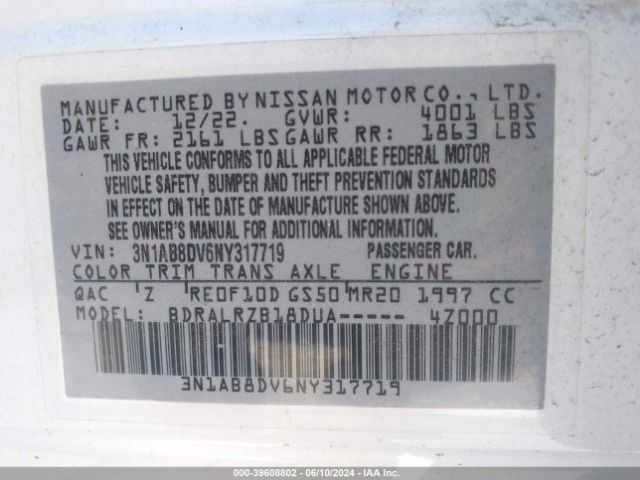 MANUFACTURED BY NISSAN MOTOR CO., LTD.
DATE: 12/22. GVWR: 4001 LBS
GAWR FR: 2161 LBS GAWR RR: 1863 LBS
THIS VEHICLE CONFORMS TO ALL APPLICABLE FEDERAL MOTOR
VEHICLE SAFETY, BUMPER AND THEFT PREVENTION STANDARDS
IN EFFECT ON THE DATE OF MANUFACTURE SHOWN ABOVE.
SEE OWNER'S MANUAL FOR ADDITIONAL INFORMATION.
VIN: 3N1AB8DV6NY317719 PASSENGER CAR.
COLOR TRIM TRANS AXLE ENGINE
QAC Z RE0F10D GS50 MR20 1997 CC
MODEL: BDRALRZB18DUA----- 4Z000
3N1AB8DV6NY317719
000-39608802 - 06/10/2024 - IAA Inc.